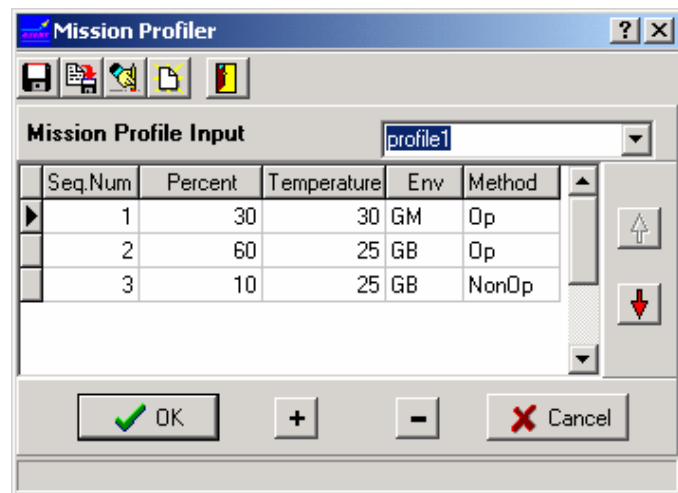 Mission Profiler
Mission Profile Input profile1
Seq.Num Percent Temperature Env Method
1 30 30 GM Op
2 60 25 GB Op
3 10 25 GB NonOp
OK + - Cancel